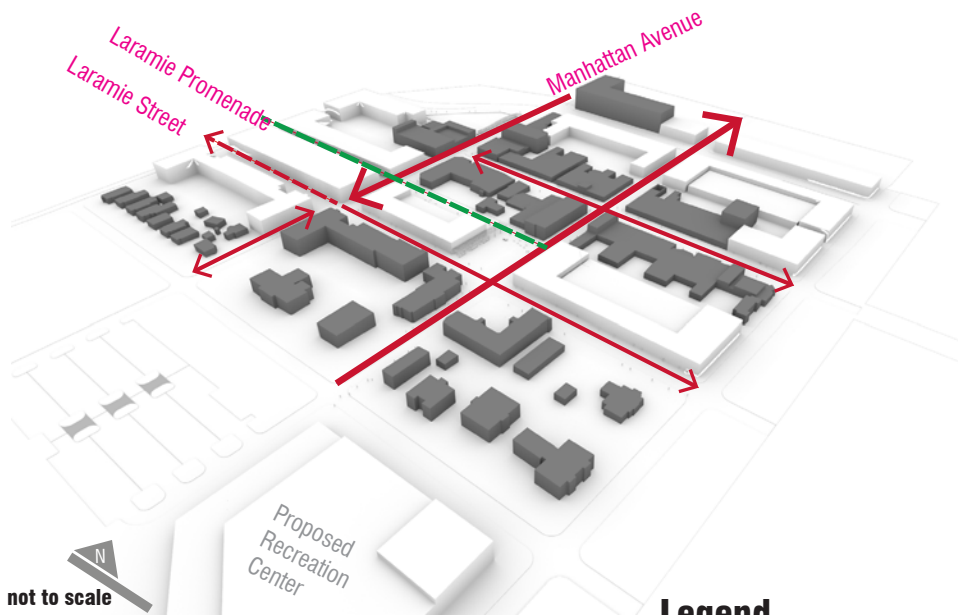 Laramie Promenade
Laramie Street
Manhattan Avenue
Proposed
Recreation
Center
N
not to scale
Legend